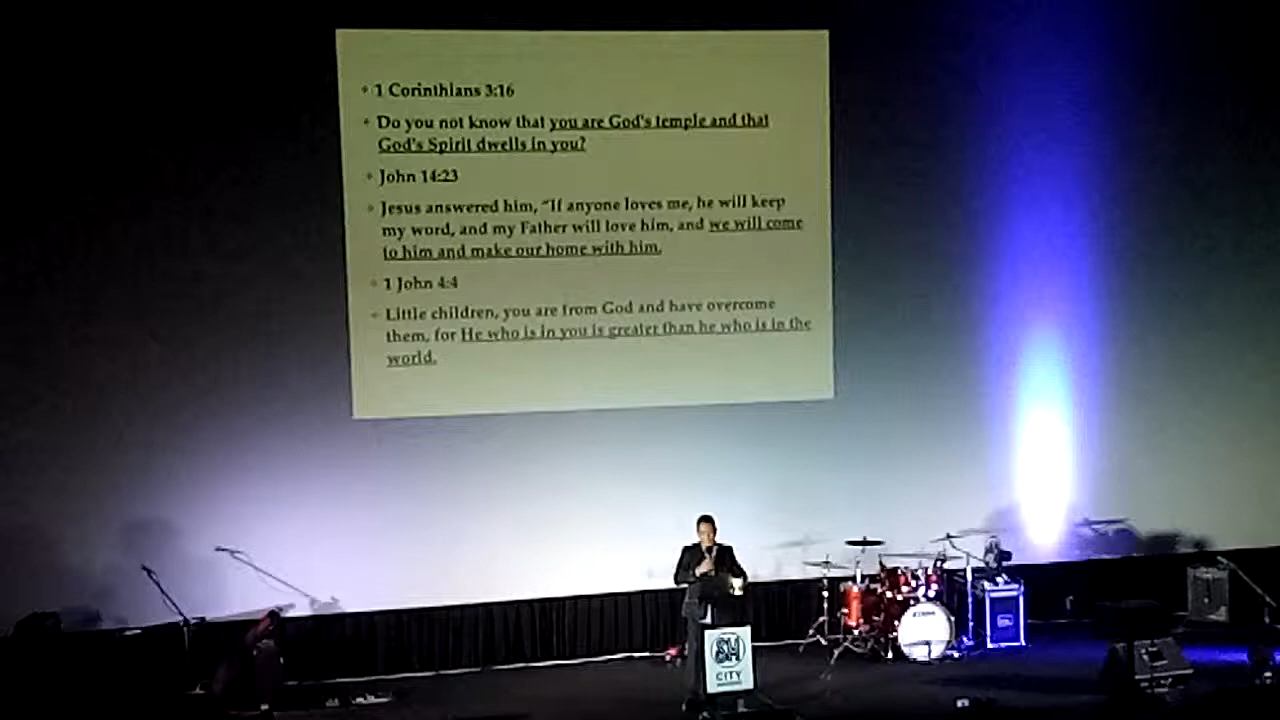 1 Corinthians 3:16
Do you not know that you are God's temple and that
God's Spirit dwells in you?
John 14:23
Jesus answered him, “If anyone loves me, he will keep
my word, and my Father will love him, and we will come
to him and make our home with him.
1 John 4:4
Little children, you are from God and have overcome
them, for He who is in you is greater than he who is in the
world.
SM
CITY
TAMA